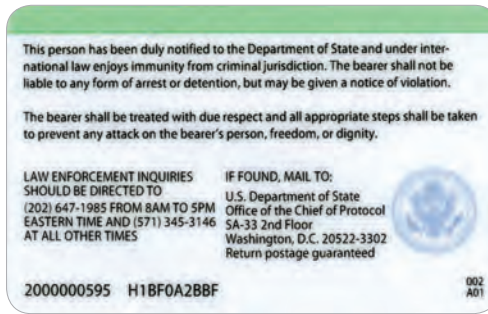 This person has been duly notified to the Department of State and under inter-
national law enjoys immunity from criminal jurisdiction. The bearer shall not be
liable to any form of arrest or detention, but may be given a notice of violation.
The bearer shall be treated with due respect and all appropriate steps shall be taken
to prevent any attack on the bearer's person, freedom, or dignity.
LAW ENFORCEMENT INQUIRIES
SHOULD BE DIRECTED TO
(202) 647-1985 FROM 8AM TO 5PM
EASTERN TIME AND (571) 345-3146
AT ALL OTHER TIMES
IF FOUND, MAIL TO:
U.S. Department of State
Office of the Chief of Protocol
SA-33 2nd Floor
Washington, D.C. 20522-3302
Return postage guaranteed
2000000595 H1BF0A2BBF
002
A01